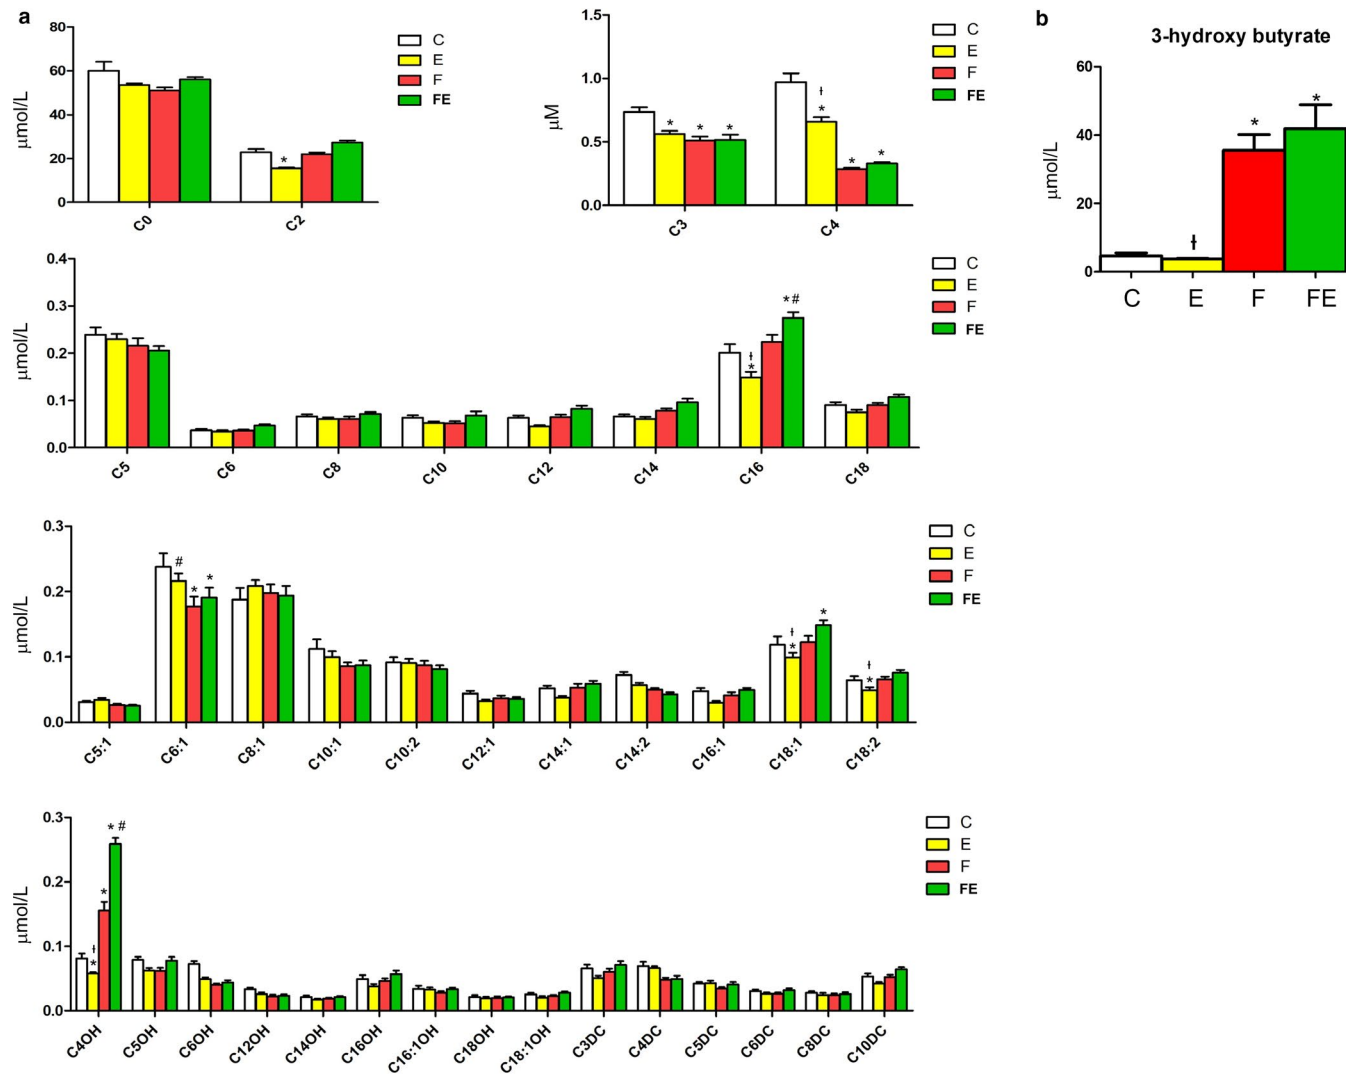 a
80
60
40
20
0
μmol/L
C0
C2
*
C
E
F
FE
1.5
1.0
0.5
0.0
μM
* * *
ƚ
*
* *
C3
C4
C
E
F
FE
b
3-hydroxy butyrate
60
40
20
0
μmol/L
ƚ
*
*
C E F FE
0.4
0.3
0.2
0.1
0.0
μmol/L
ƚ
*
*#
C5 C6 C8 C10 C12 C14 C16 C18
C
E
F
FE
0.3
0.2
0.1
0.0
μmol/L
#
* *
ƚ
*
*
ƚ
*
C5:1 C6:1 C8:1 C10:1 C10:2 C12:1 C14:1 C14:2 C16:1 C18:1 C18:2
C
E
F
FE
0.3
0.2
0.1
0.0
μmol/L
ƚ
*
*
*#
C4OH C5OH C6OH C12OH C14OH C16OH C16:1OH C18OH C18:1OH C3DC C4DC C5DC C6DC C8DC C10DC
C
E
F
FE